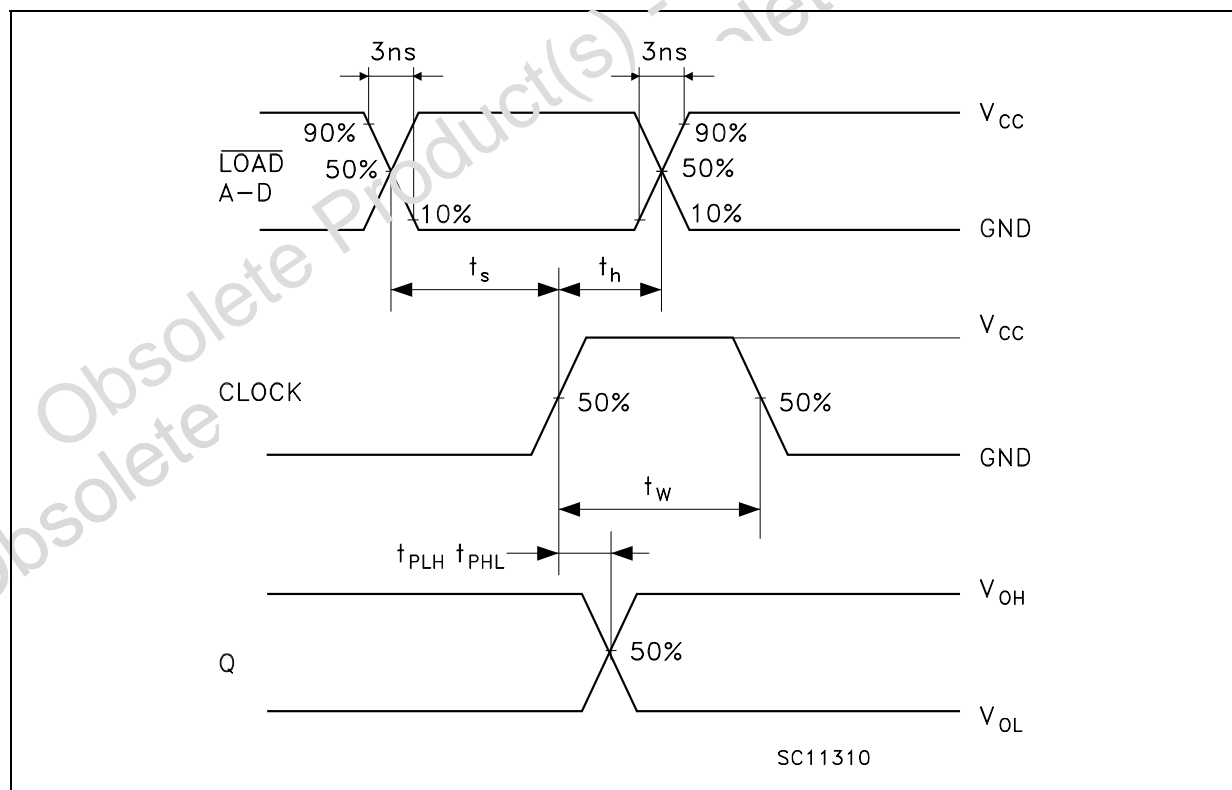 Obsolete Product(s) -
Obsolete
3ns 3ns
V_CC
90% 90%
L̅O̅A̅D̅
A-D
50% 50%
10% 10%
GND
t_s t_h
V_CC
CLOCK
50% 50%
GND
t_W
t_PLH t_PHL
V_OH
Q
50%
V_OL
SC11310